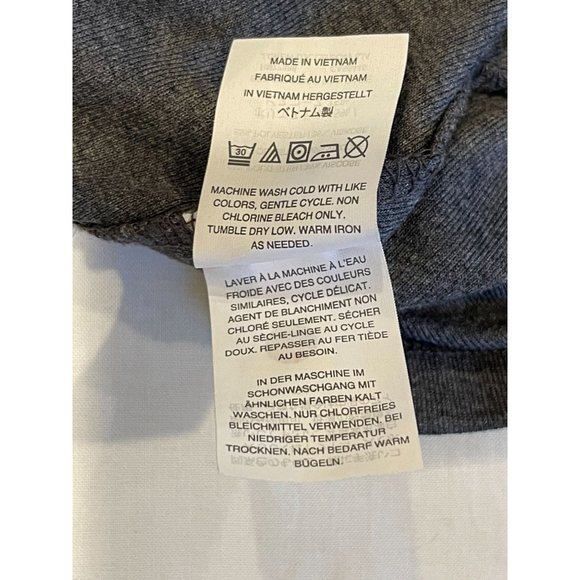 MADE IN VIETNAM
FABRIQUÉ AU VIETNAM
IN VIETNAM HERGESTELLT
ベトナム製
30
MACHINE WASH COLD WITH LIKE
COLORS, GENTLE CYCLE. NON
CHLORINE BLEACH ONLY.
TUMBLE DRY LOW. WARM IRON
AS NEEDED.
LAVER À LA MACHINE À L'EAU
FROIDE AVEC DES COULEURS
SIMILAIRES, CYCLE DÉLICAT.
AGENT DE BLANCHIMENT NON
CHLORÉ SEULEMENT. SÉCHER
AU SÈCHE-LINGE AU CYCLE
DOUX. REPASSER AU FER TIÈDE
AU BESOIN.
IN DER MASCHINE IM
SCHONWASCHGANG MIT
ÄHNLICHEN FARBEN KALT
WASCHEN. NUR CHLORFREIES
BLEICHMITTEL VERWENDEN. BEI
NIEDRIGER TEMPERATUR
TROCKNEN. NACH BEDARF WARM
BÜGELN.